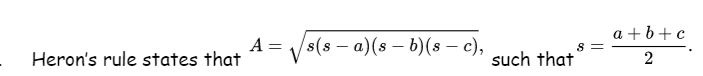 Heron's rule states that A = √(s(s − a)(s − b)(s − c)), such that s = (a + b + c)/2.